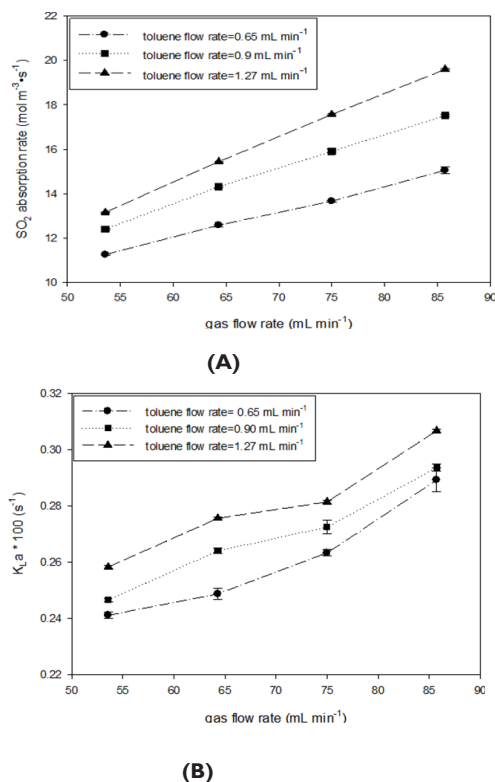 (A)
SO₂ absorption rate (mol m⁻³•s⁻¹)
22
20
18
16
14
12
10
toluene flow rate=0.65 mL min⁻¹
toluene flow rate=0.9 mL min⁻¹
toluene flow rate=1.27 mL min⁻¹
50 55 60 65 70 75 80 85 90
gas flow rate (mL min⁻¹)
(A)
K_La * 100 (s⁻¹)
0.32
0.30
0.28
0.26
0.24
0.22
toluene flow rate= 0.65 mL min⁻¹
toluene flow rate=0.90 mL min⁻¹
toluene flow rate=1.27 mL min⁻¹
50 55 60 65 70 75 80 85 90
gas flow rate (mL min⁻¹)
(B)